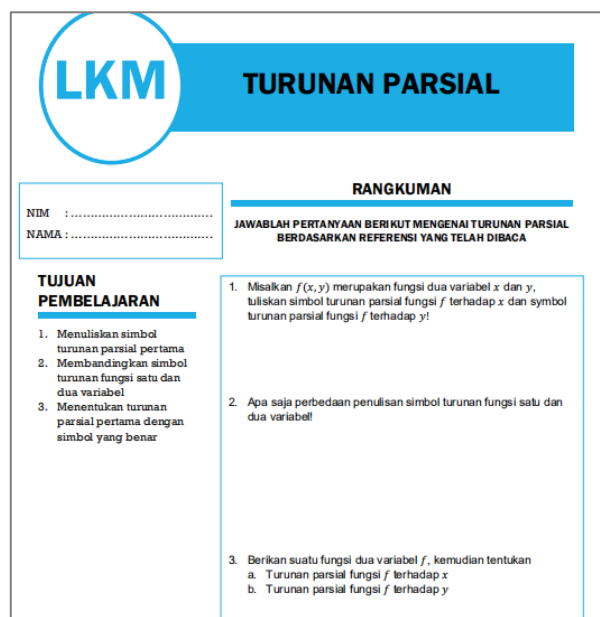 LKM
TURUNAN PARSIAL
NIM : .....................................
NAMA : .....................................
RANGKUMAN
JAWABLAH PERTANYAAN BERIKUT MENGENAI TURUNAN PARSIAL
BERDASARKAN REFERENSI YANG TELAH DIBACA
TUJUAN
PEMBELAJARAN
1. Menuliskan simbol
turunan parsial pertama
2. Membandingkan simbol
turunan fungsi satu dan
dua variabel
3. Menentukan turunan
parsial pertama dengan
simbol yang benar
1. Misalkan f(x, y) merupakan fungsi dua variabel x dan y,
tuliskan simbol turunan parsial fungsi f terhadap x dan symbol
turunan parsial fungsi f terhadap y!
2. Apa saja perbedaan penulisan simbol turunan fungsi satu dan
dua variabel!
3. Berikan suatu fungsi dua variabel f, kemudian tentukan
a. Turunan parsial fungsi f terhadap x
b. Turunan parsial fungsi f terhadap y